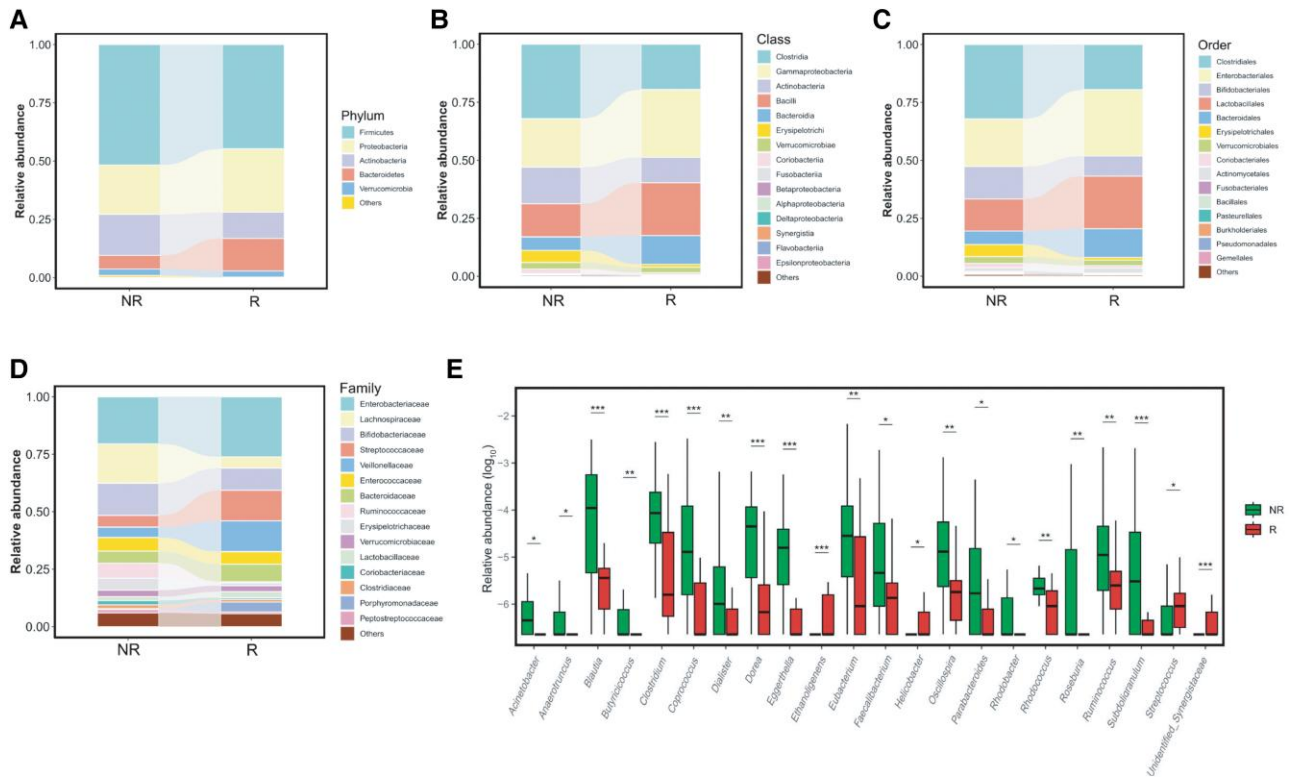 A
Relative abundance
1.00
0.75
0.50
0.25
0.00
NR
R
Phylum
Firmicutes
Proteobacteria
Actinobacteria
Bacteroidetes
Verrucomicrobia
Others
B
Relative abundance
1.00
0.75
0.50
0.25
0.00
NR
R
Class
Clostridia
Gammaproteobacteria
Actinobacteria
Bacilli
Bacteroidia
Erysipelotrichi
Verrucomicrobiae
Coriobacteriia
Fusobacteriia
Betaproteobacteria
Alphaproteobacteria
Deltaproteobacteria
Synergistia
Flavobacteriia
Epsilonproteobacteria
Others
C
Relative abundance
1.00
0.75
0.50
0.25
0.00
NR
R
Order
Clostridiales
Enterobacteriales
Bifidobacteriales
Lactobacillales
Bacteroidales
Erysipelotrichales
Verrucomicrobiales
Coriobacteriales
Actinomycetales
Fusobacteriales
Bacillales
Pasteurellales
Burkholderiales
Pseudomonadales
Gemellales
Others
D
Relative abundance
1.00
0.75
0.50
0.25
0.00
NR
R
Family
Enterobacteriaceae
Lachnospiraceae
Bifidobacteriaceae
Streptococcaceae
Veillonellaceae
Enterococcaceae
Bacteroidaceae
Ruminococcaceae
Erysipelotrichaceae
Verrucomicrobiaceae
Lactobacillaceae
Coriobacteriaceae
Clostridiaceae
Porphyromonadaceae
Peptostreptococcaceae
Others
E
Relative abundance (log10)
−2
−3
−4
−5
−6
* * *** ** *** *** ** *** *** *** ** * * ** * * ** ** ** *** * ***
Acinetobacter
Anaerotruncus
Blautia
Butyricicoccus
Clostridium
Coprococcus
Dialister
Dorea
Eggerthella
Ethanoligenens
Eubacterium
Faecalibacterium
Helicobacter
Oscillospira
Parabacteroides
Rhodobacter
Rhodococcus
Roseburia
Ruminococcus
Subdoligranulum
Streptococcus
Unidentified_Synergistaceae
NR
R